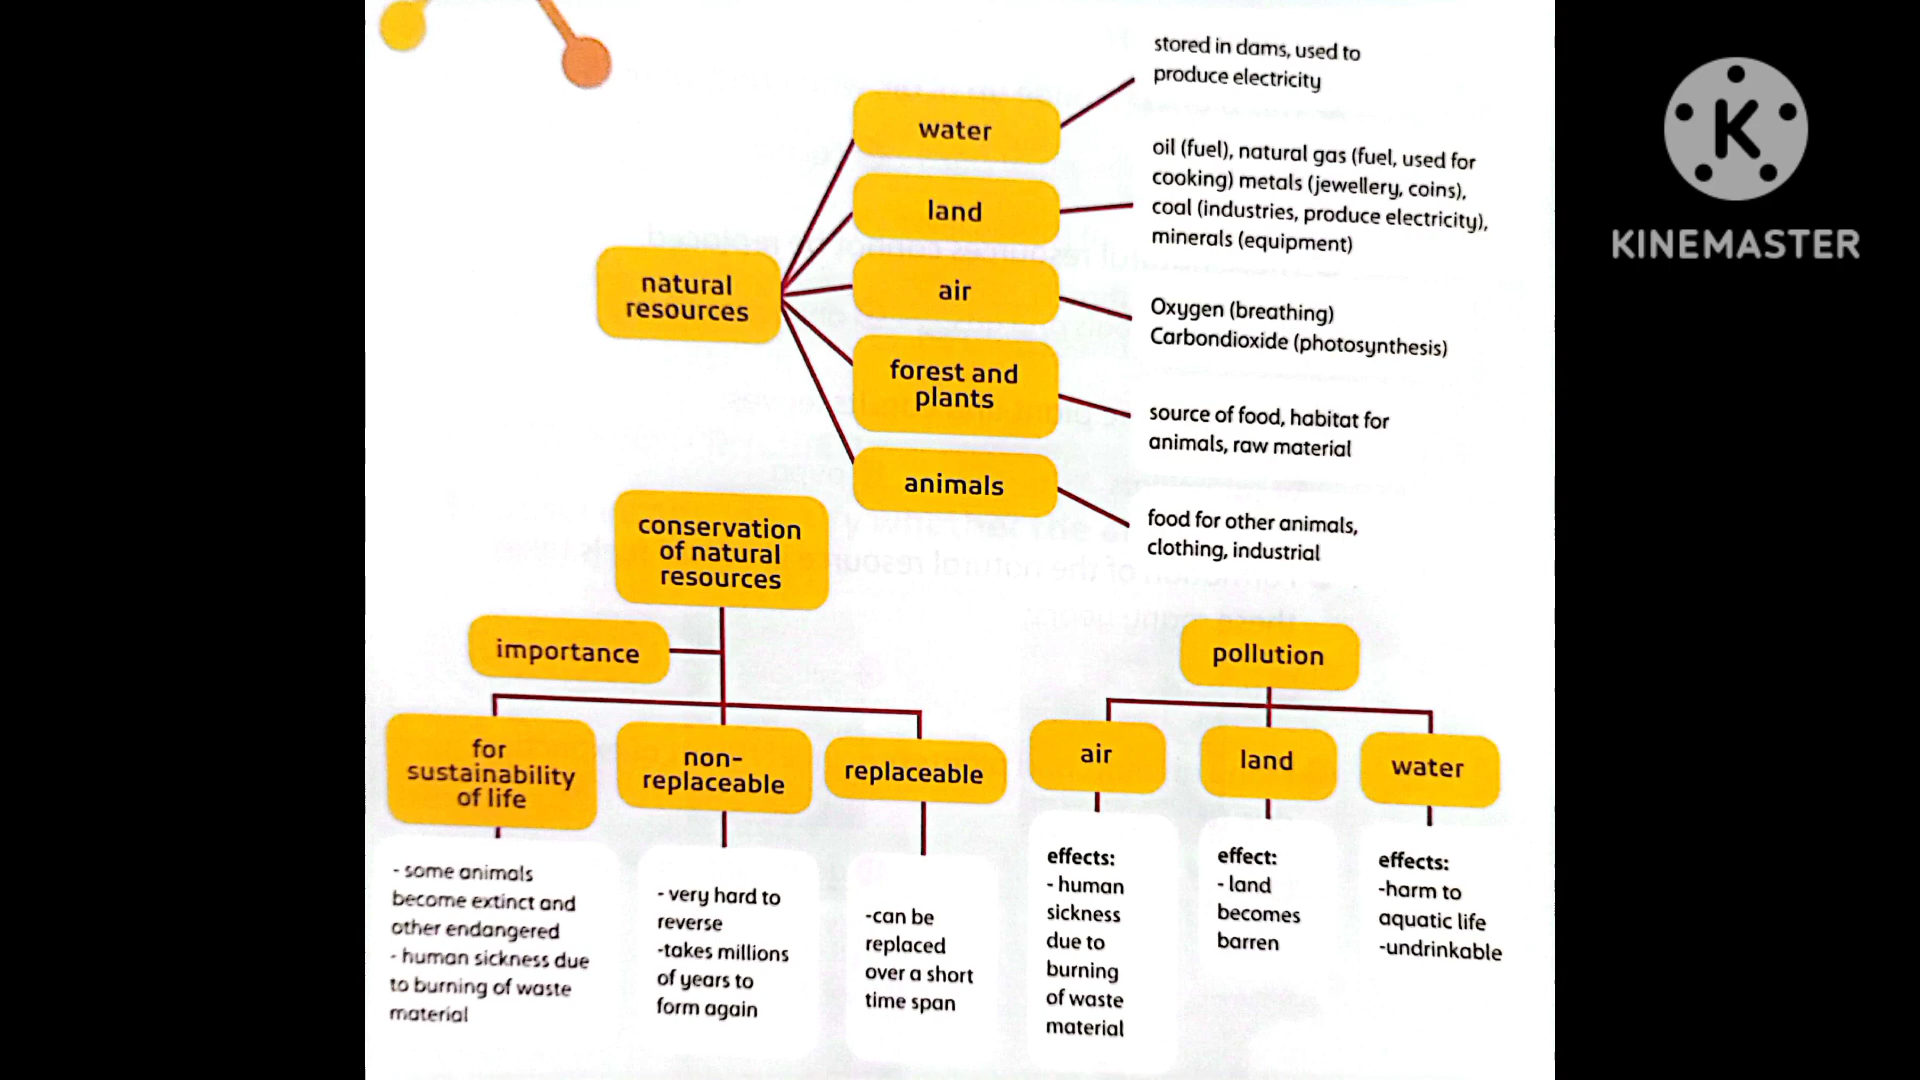 stored in dams, used to
produce electricity
water
oil (fuel), natural gas (fuel, used for
cooking) metals (jewellery, coins),
coal (industries, produce electricity),
minerals (equipment)
land
natural
resources
air
Oxygen (breathing)
Carbondioxide (photosynthesis)
forest and
plants
source of food, habitat for
animals, raw material
animals
food for other animals,
clothing, industrial
conservation
of natural
resources
importance
for
sustainability
of life
- some animals
become extinct and
other endangered
- human sickness due
to burning of waste
material
non-
replaceable
- very hard to
reverse
-takes millions
of years to
form again
replaceable
-can be
replaced
over a short
time span
pollution
air
effects:
- human
sickness
due to
burning
of waste
material
land
effect:
- land
becomes
barren
water
effects:
-harm to
aquatic life
-undrinkable
K
KINEMASTER